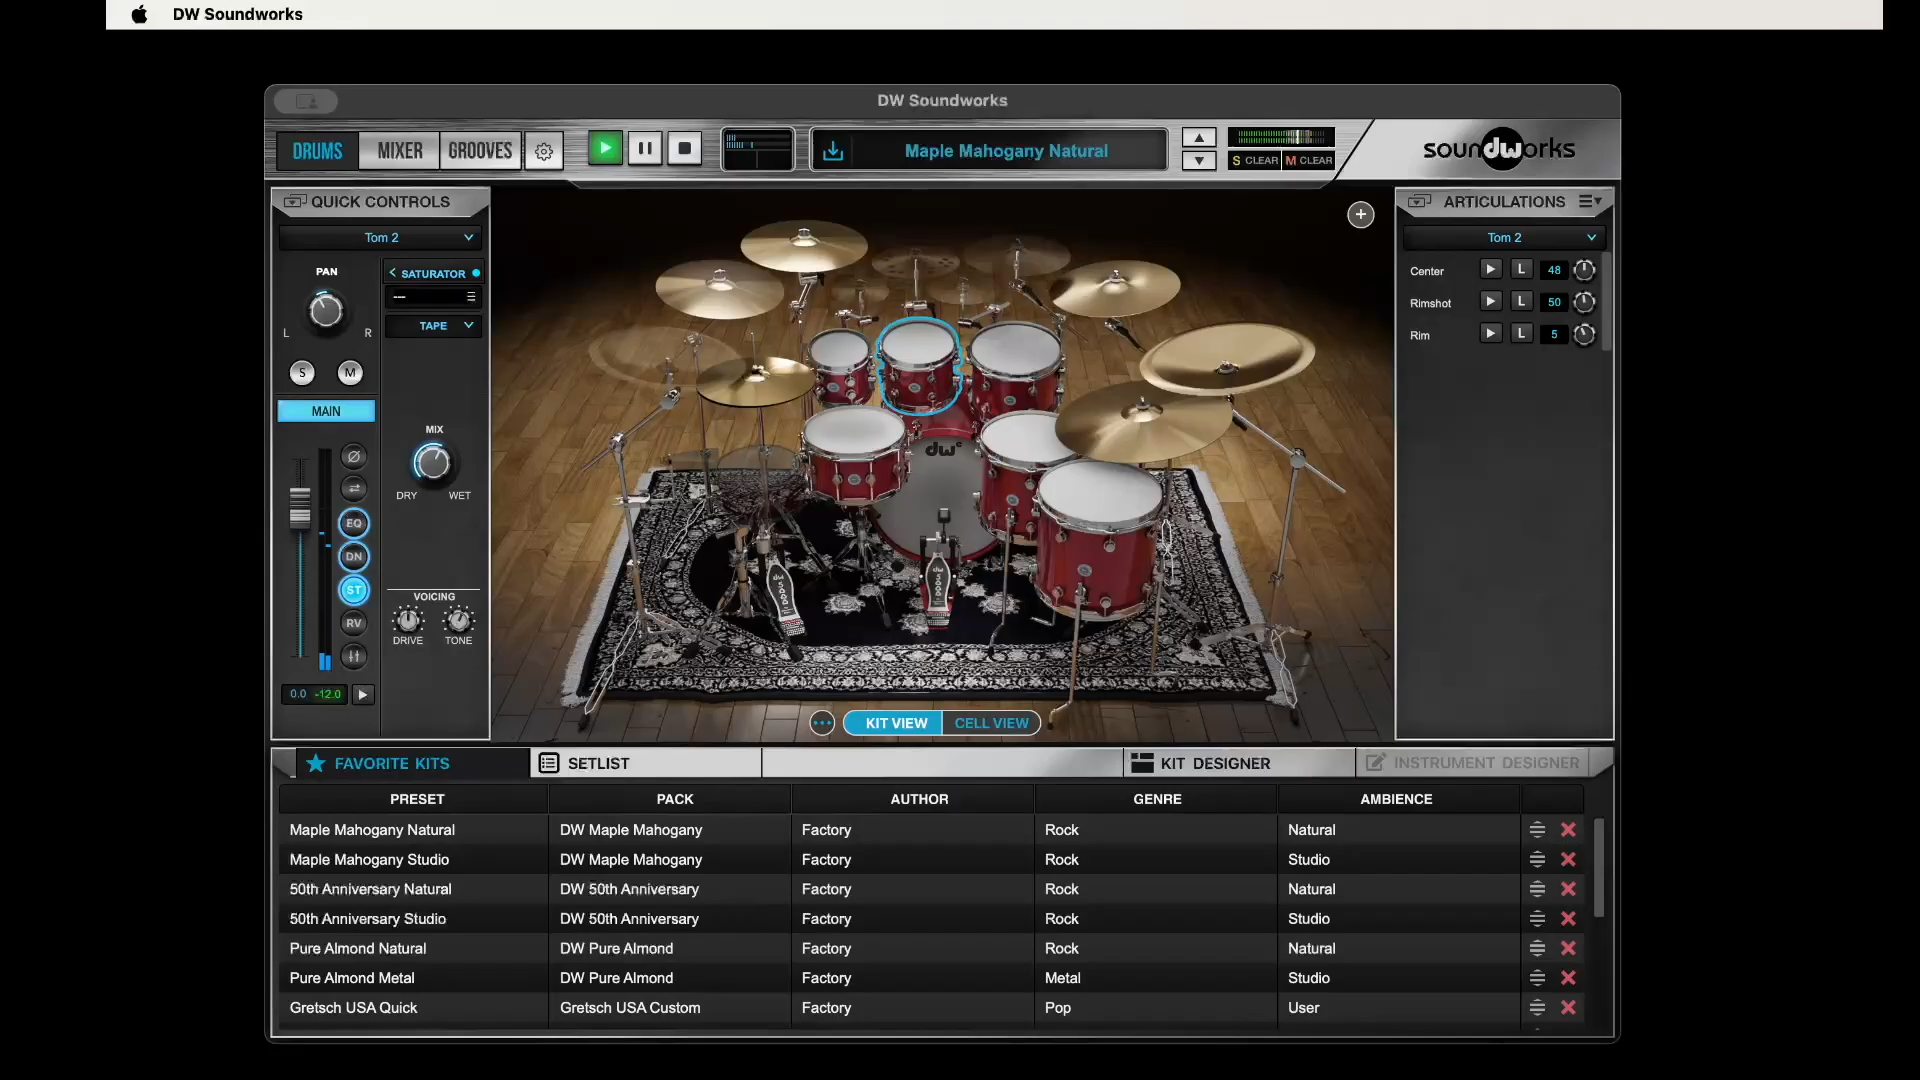 DW Soundworks
DW Soundworks
DRUMS MIXER GROOVES
Maple Mahogany Natural
S CLEAR M CLEAR
soundworks
QUICK CONTROLS
Tom 2
PAN
L R
S M
MAIN
EQ
DN
ST
RV
0.0 -12.0
SATURATOR
---
TAPE
MIX
DRY WET
VOICING
DRIVE TONE
dw
5000
5000
KIT VIEW CELL VIEW
ARTICULATIONS
Tom 2
Center L 48
Rimshot L 50
Rim L 5
FAVORITE KITS SETLIST KIT DESIGNER INSTRUMENT DESIGNER
PRESET PACK AUTHOR GENRE AMBIENCE
Maple Mahogany Natural DW Maple Mahogany Factory Rock Natural
Maple Mahogany Studio DW Maple Mahogany Factory Rock Studio
50th Anniversary Natural DW 50th Anniversary Factory Rock Natural
50th Anniversary Studio DW 50th Anniversary Factory Rock Studio
Pure Almond Natural DW Pure Almond Factory Rock Natural
Pure Almond Metal DW Pure Almond Factory Metal Studio
Gretsch USA Quick Gretsch USA Custom Factory Pop User